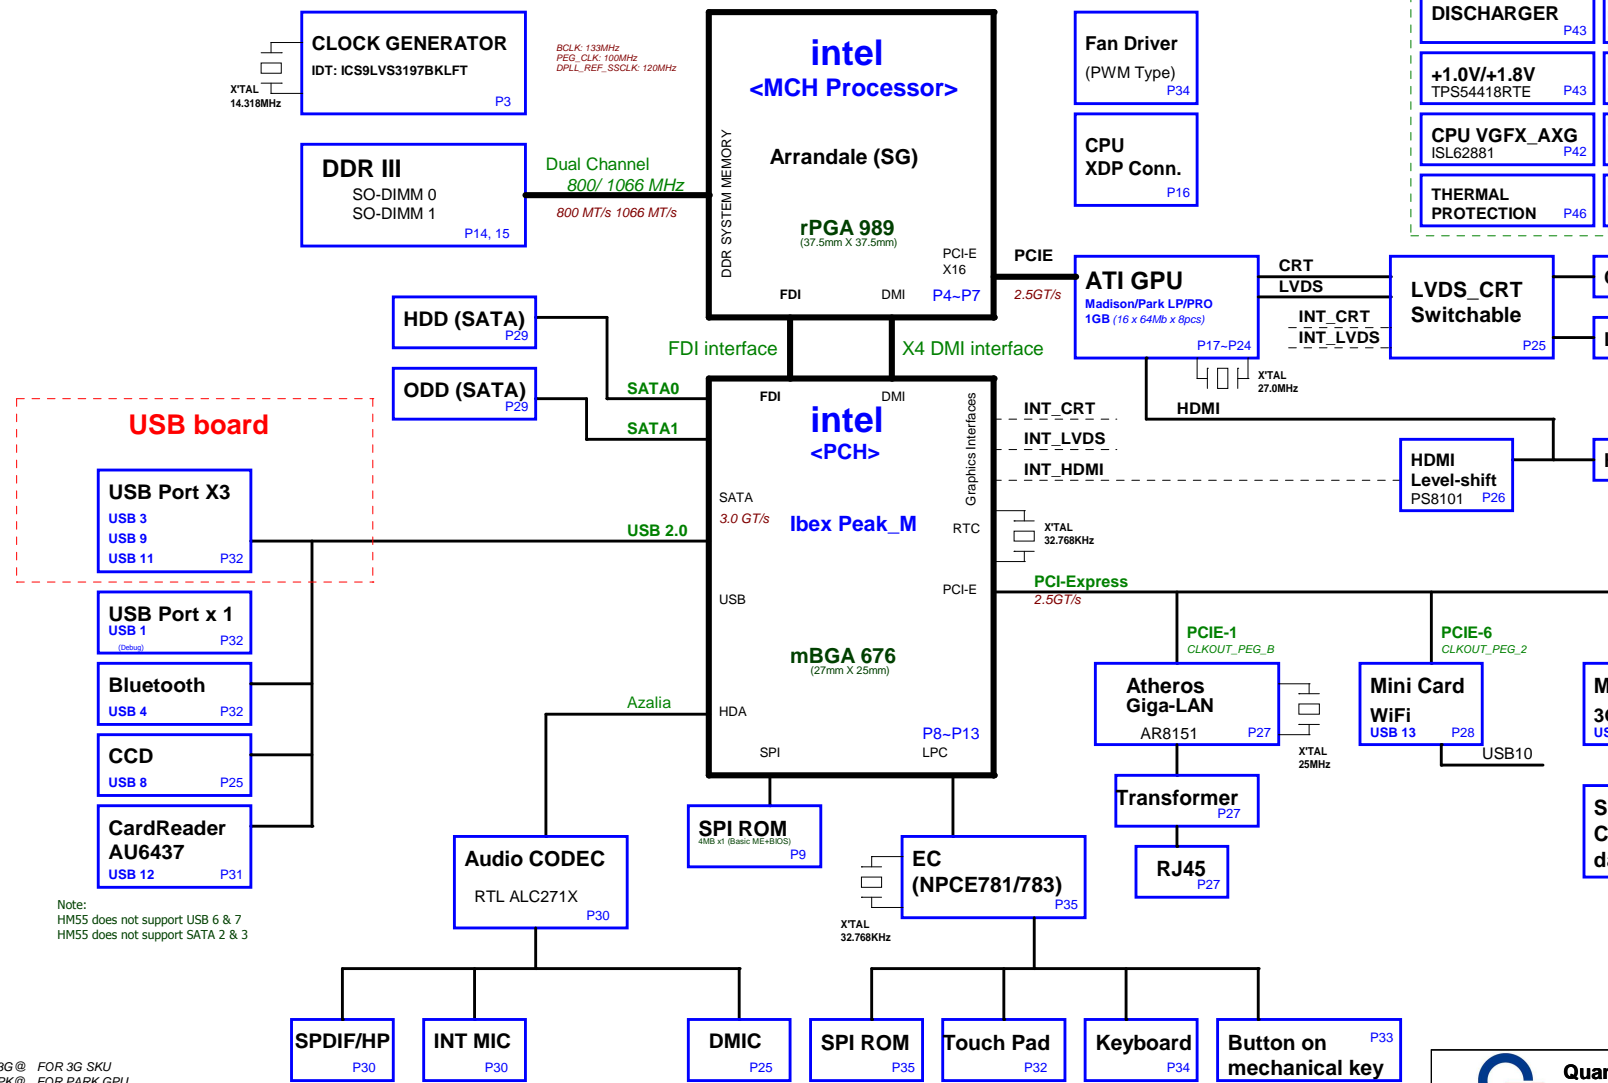 CLOCK GENERATOR
IDT: ICS9LVS3197BKLFT
P3
X'TAL
14.318MHz
BCLK: 133MHz
PEG_CLK: 100MHz
DPLL_REF_SSCLK: 120MHz
DDR III
SO-DIMM 0
SO-DIMM 1
P14, 15
Dual Channel
800/ 1066 MHz
800 MT/s 1066 MT/s
intel
<MCH Processor>
Arrandale (SG)
rPGA 989
(37.5mm X 37.5mm)
DDR SYSTEM MEMORY
PCI-E
X16
FDI
DMI
P4~P7
Fan Driver
(PWM Type)
P34
CPU
XDP Conn.
P16
DISCHARGER
P43
+1.0V/+1.8V
TPS54418RTE
P43
CPU VGFX_AXG
ISL62881
P42
THERMAL
PROTECTION
P46
PCIE
2.5GT/s
ATI GPU
Madison/Park LP/PRO
1GB (16 x 64Mb x 8pcs)
P17~P24
X'TAL
27.0MHz
CRT
LVDS
INT_CRT
INT_LVDS
LVDS_CRT
Switchable
P25
HDMI
HDMI
Level-shift
PS8101
P26
HDD (SATA)
P29
ODD (SATA)
P29
SATA0
SATA1
FDI interface
X4 DMI interface
FDI
DMI
intel
<PCH>
Graphics Interfaces
INT_CRT
INT_LVDS
INT_HDMI
SATA
3.0 GT/s
Ibex Peak_M
RTC
X'TAL
32.768KHz
PCI-E
PCI-Express
2.5GT/s
USB
mBGA 676
(27mm X 25mm)
HDA
P8~P13
SPI
LPC
USB board
USB Port X3
USB 3
USB 9
USB 11
P32
USB 2.0
USB Port x 1
USB 1
(Debug)
P32
Bluetooth
USB 4
P32
CCD
USB 8
P25
CardReader
AU6437
USB 12
P31
Note:
HM55 does not support USB 6 & 7
HM55 does not support SATA 2 & 3
Azalia
Audio CODEC
RTL ALC271X
P30
SPI ROM
4MB x1 (Basic ME+BIOS)
P9
EC
(NPCE781/783)
P35
X'TAL
32.768KHz
PCIE-1
CLKOUT_PEG_B
Atheros
Giga-LAN
AR8151
P27
X'TAL
25MHz
Transformer
P27
RJ45
P27
PCIE-6
CLKOUT_PEG_2
Mini Card
WiFi
USB 13
P28
USB10
SPDIF/HP
P30
INT MIC
P30
DMIC
P25
SPI ROM
P35
Touch Pad
P32
Keyboard
P34
Button on
mechanical key
P33
3G@ FOR 3G SKU
PK@ FOR PARK GPU